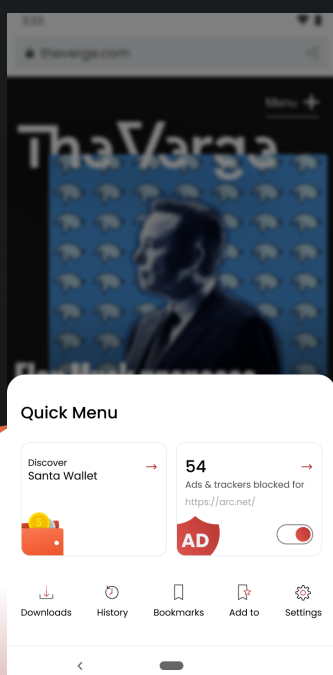 3:33
theverge.com
Menu
TheVerge
Quick Menu
Discover
Santa Wallet
54
Ads & trackers blocked for
https://arc.net/
AD
Downloads
History
Bookmarks
Add to
Settings